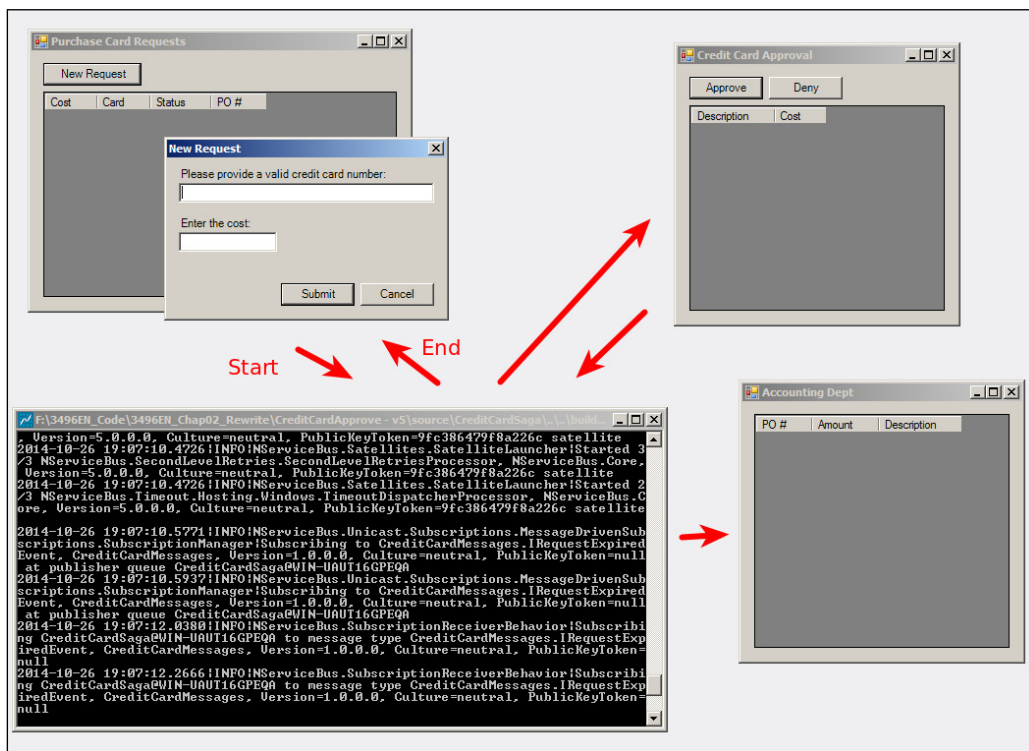 Purchase Card Requests
New Request
Cost Card Status PO #
New Request
Please provide a valid credit card number:
Enter the cost:
Submit Cancel
Credit Card Approval
Approve Deny
Description Cost
Start
End
F:\3496EN_Code\3496EN_Chap02_Rewrite\CreditCardApprove - v5\source\CreditCardSaga\..\..\build...
, Version=5.0.0.0, Culture=neutral, PublicKeyToken=9fc386479f8a226c satellite
2014-10-26 19:07:10.4726|INFO|NServiceBus.Satellites.SatelliteLauncher|Started 3
/3 NServiceBus.SecondLevelRetries.SecondLevelRetriesProcessor, NServiceBus.Core,
Version=5.0.0.0, Culture=neutral, PublicKeyToken=9fc386479f8a226c satellite
2014-10-26 19:07:10.4726|INFO|NServiceBus.Satellites.SatelliteLauncher|Started 2
/3 NServiceBus.Timeout.Hosting.Windows.TimeoutDispatcherProcessor, NServiceBus.C
ore, Version=5.0.0.0, Culture=neutral, PublicKeyToken=9fc386479f8a226c satellite
2014-10-26 19:07:10.5771|INFO|NServiceBus.Unicast.Subscriptions.MessageDrivenSub
scriptions.SubscriptionManager|Subscribing to CreditCardMessages.IRequestExpired
Event, CreditCardMessages, Version=1.0.0.0, Culture=neutral, PublicKeyToken=null
at publisher queue CreditCardSaga@WIN-UAUT16GPEQA
2014-10-26 19:07:10.5937|INFO|NServiceBus.Unicast.Subscriptions.MessageDrivenSub
scriptions.SubscriptionManager|Subscribing to CreditCardMessages.IRequestExpired
Event, CreditCardMessages, Version=1.0.0.0, Culture=neutral, PublicKeyToken=null
at publisher queue CreditCardSaga@WIN-UAUT16GPEQA
2014-10-26 19:07:12.0380|INFO|NServiceBus.SubscriptionReceiverBehavior|Subscribi
ng CreditCardSaga@WIN-UAUT16GPEQA to message type CreditCardMessages.IRequestExp
iredEvent, CreditCardMessages, Version=1.0.0.0, Culture=neutral, PublicKeyToken=
null
2014-10-26 19:07:12.2666|INFO|NServiceBus.SubscriptionReceiverBehavior|Subscribi
ng CreditCardSaga@WIN-UAUT16GPEQA to message type CreditCardMessages.IRequestExp
iredEvent, CreditCardMessages, Version=1.0.0.0, Culture=neutral, PublicKeyToken=
null
Accounting Dept
PO # Amount Description